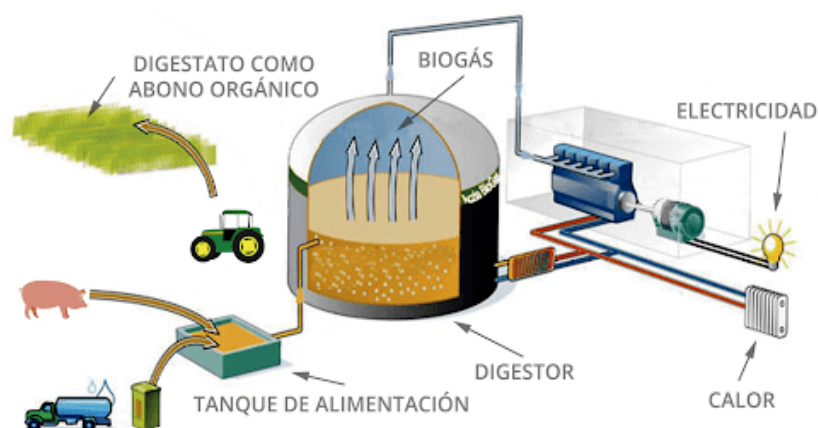 DIGESTATO COMO
ABONO ORGÁNICO
BIOGÁS
ELECTRICIDAD
DIGESTOR
TANQUE DE ALIMENTACIÓN
CALOR